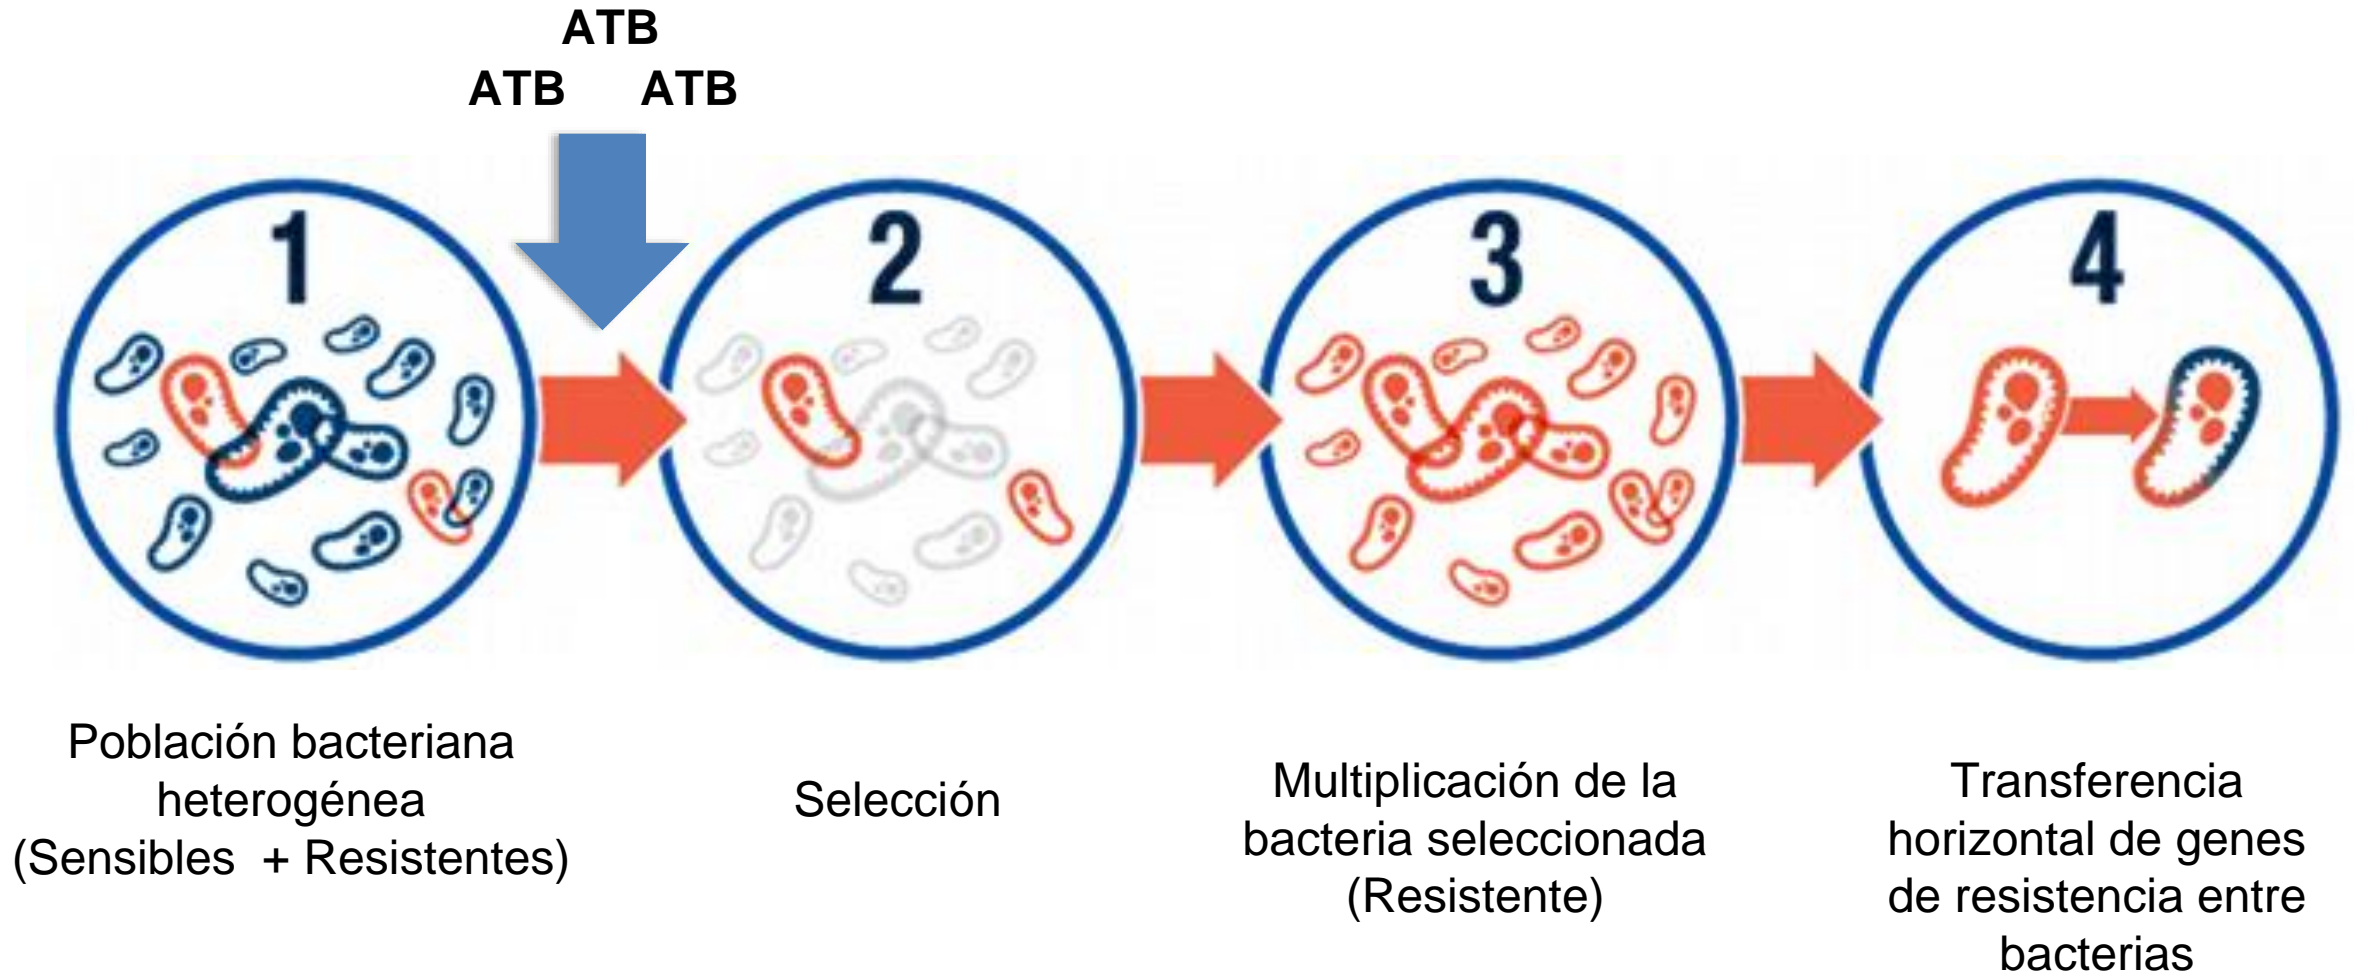 ATB
ATB ATB
1
2
3
4
Población bacteriana
heterogénea
(Sensibles + Resistentes)
Selección
Multiplicación de la
bacteria seleccionada
(Resistente)
Transferencia
horizontal de genes
de resistencia entre
bacterias